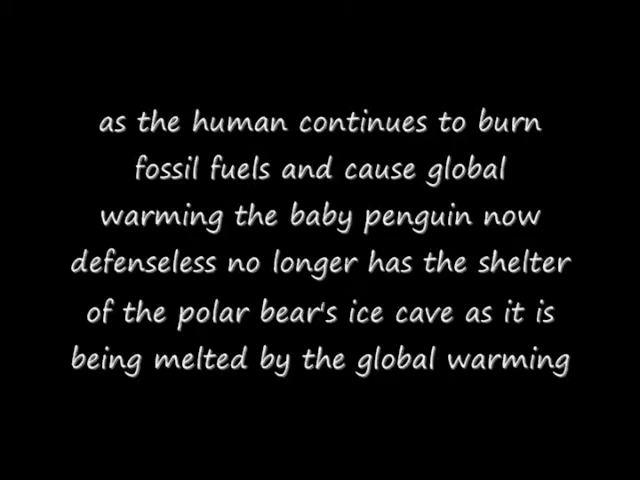 as the human continues to burn
fossil fuels and cause global
warming the baby penguin now
defenseless no longer has the shelter
of the polar bear's ice cave as it is
being melted by the global warming